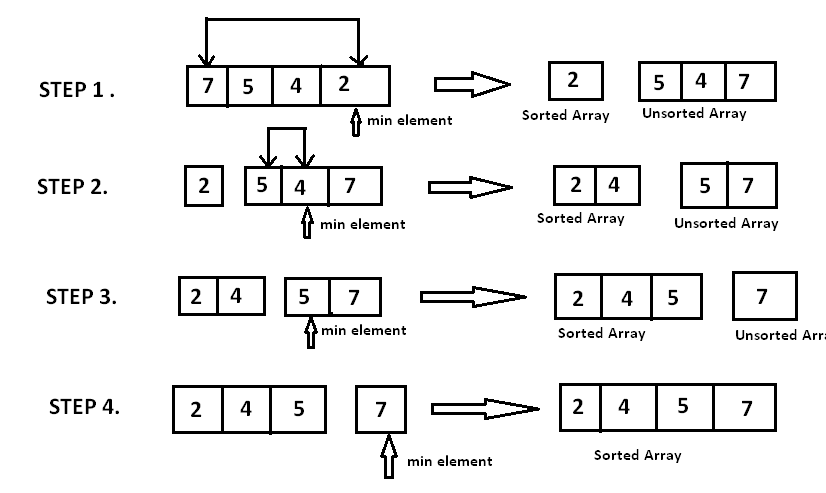 STEP 1 .
7 5 4 2
min element
2
Sorted Array
5 4 7
Unsorted Array
STEP 2.
2
5 4 7
min element
2 4
Sorted Array
5 7
Unsorted Array
STEP 3.
2 4
5 7
min element
2 4 5
Sorted Array
7
Unsorted Arra
STEP 4.
2 4 5
7
min element
2 4 5 7
Sorted Array